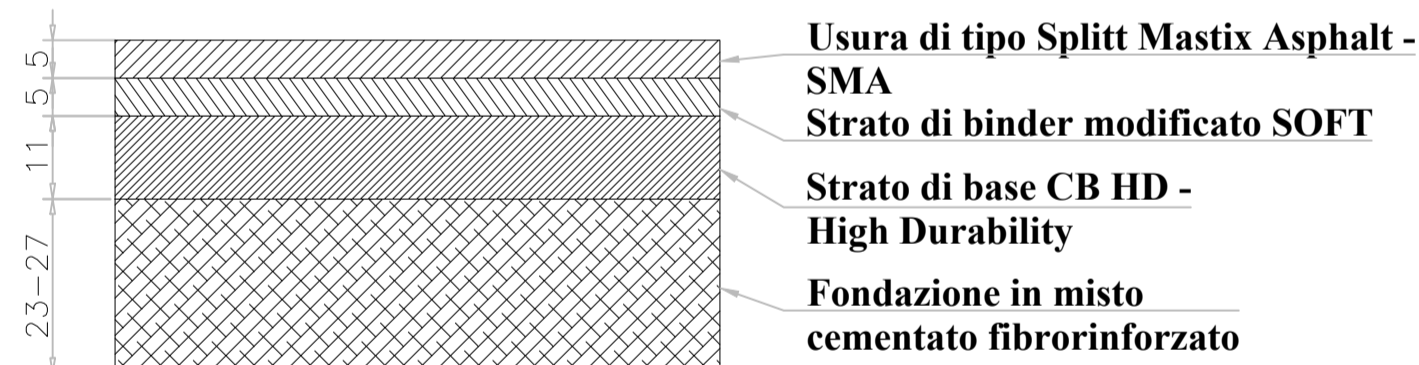 5
5
11
23-27
Usura di tipo Splitt Mastix Asphalt -
SMA
Strato di binder modificato SOFT
Strato di base CB HD -
High Durability
Fondazione in misto
cementato fibrorinforzato